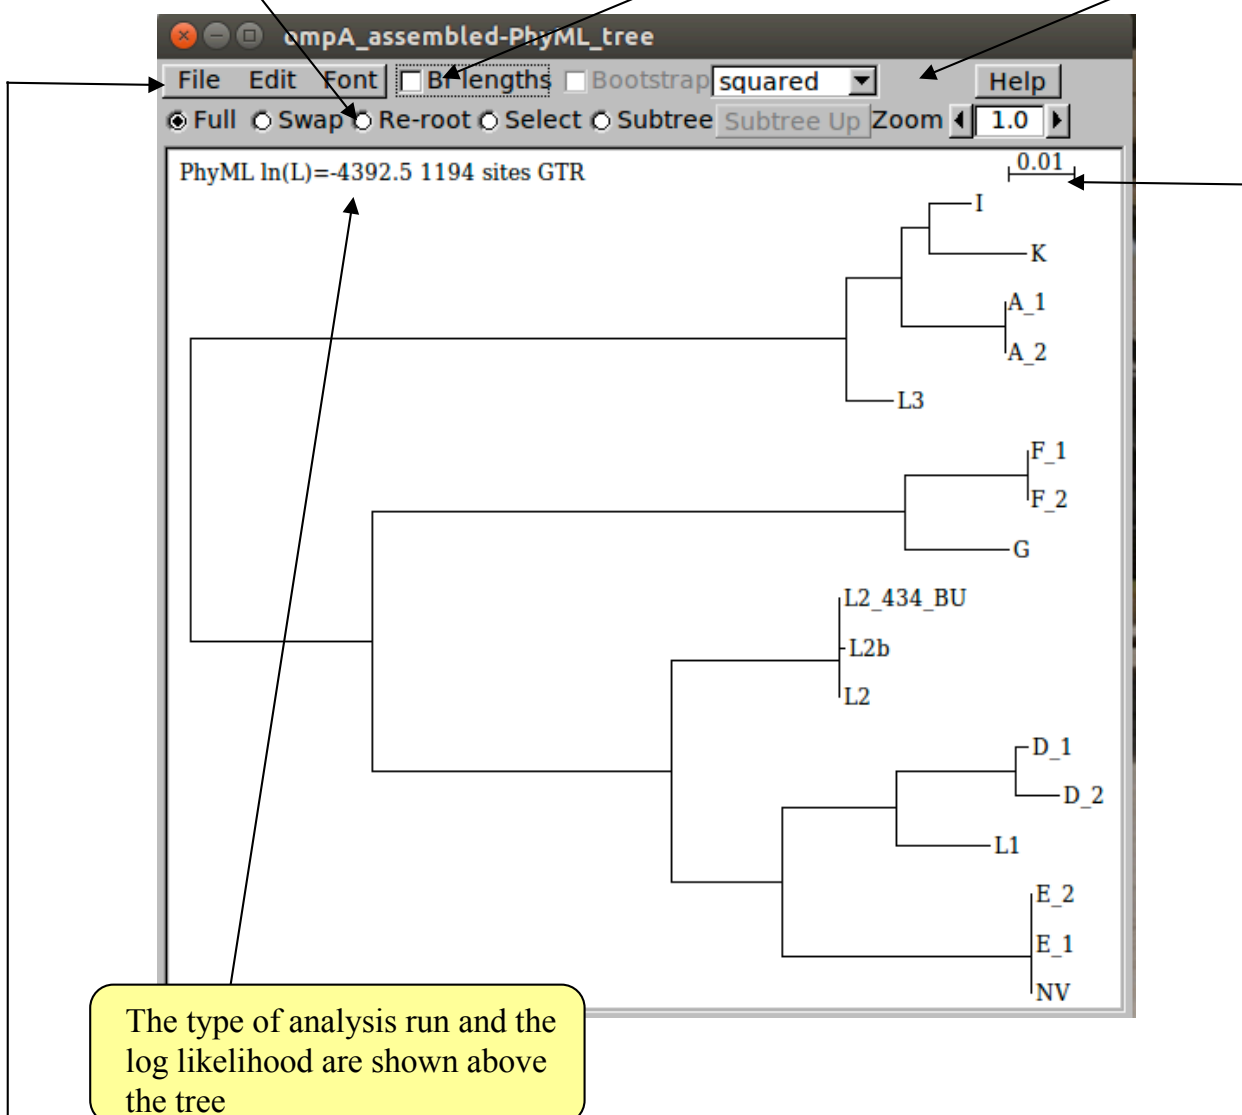 ompA_assembled-PhyML_tree
File Edit Font Br lengths Bootstrap squared Help
Full Swap Re-root Select Subtree Subtree Up Zoom 1.0
PhyML ln(L)=-4392.5 1194 sites GTR
0.01
I
K
A_1
A_2
L3
F_1
F_2
G
L2_434_BU
L2b
L2
D_1
D_2
L1
E_2
E_1
NV
The type of analysis run and the
log likelihood are shown above
the tree